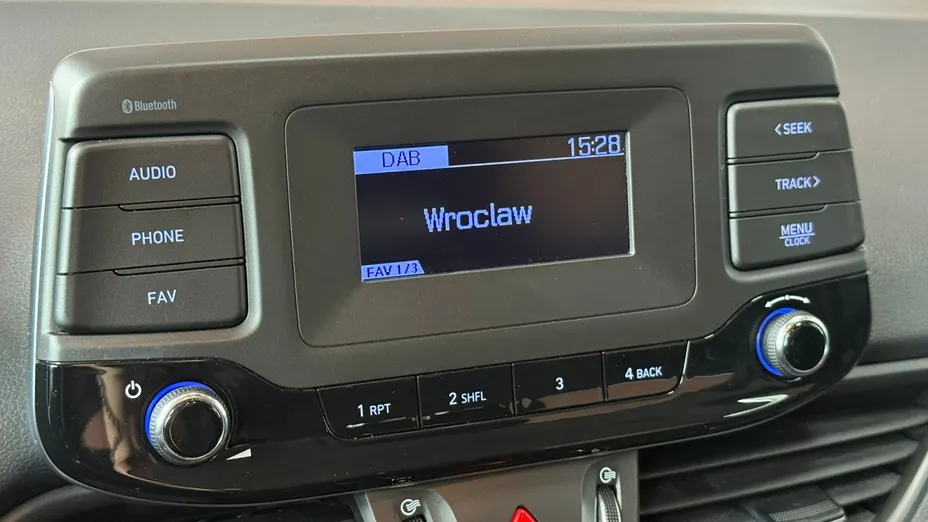 Bluetooth
AUDIO
PHONE
FAV
DAB 15:28
Wroclaw
FAV 1/3
<SEEK
TRACK>
MENU
CLOCK
1 RPT
2 SHFL
3
4 BACK